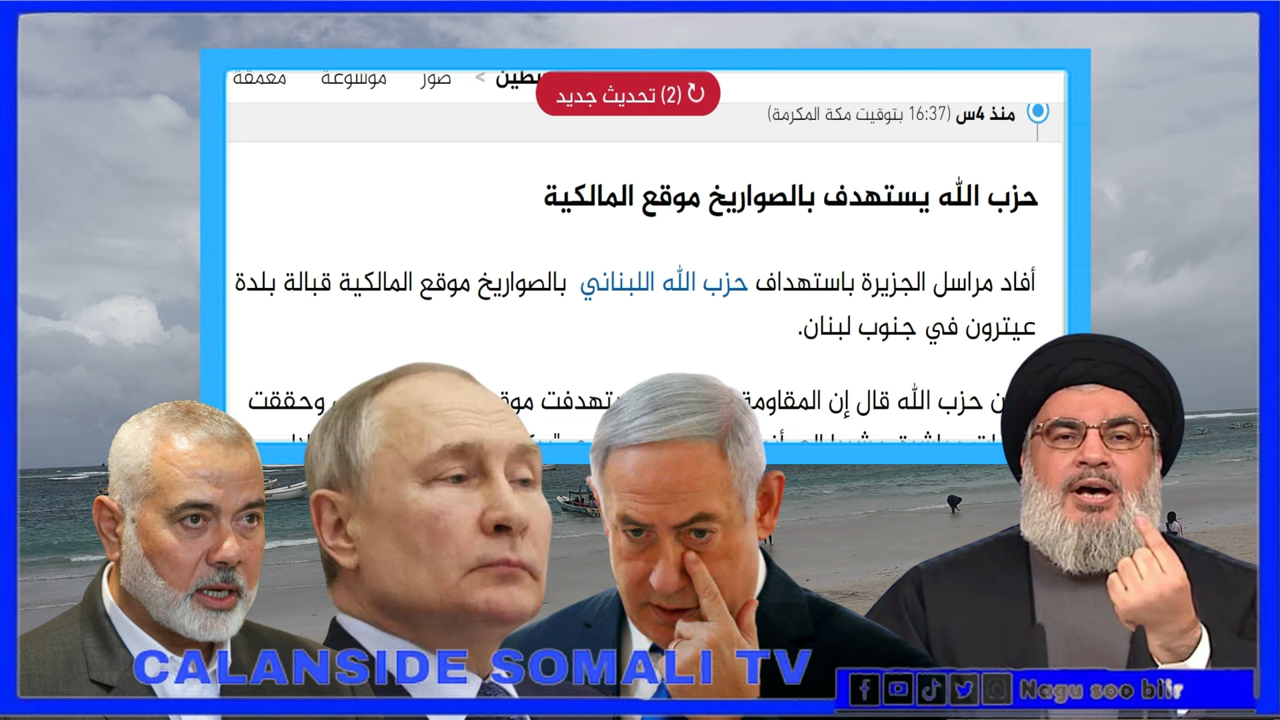 معمقة
موسوعة
صور >
(2) تحديث جديد
منذ 4س (16:37 بتوقيت مكة المكرمة)
حزب الله يستهدف بالصواريخ موقع المالكية
أفاد مراسل الجزيرة باستهداف حزب الله اللبناني بالصواريخ موقع المالكية قبالة بلدة
عيترون في جنوب لبنان.
حزب الله قال إن المقاومة وحققت
CALANSIDE SOMALI TV
Nagu soo biir